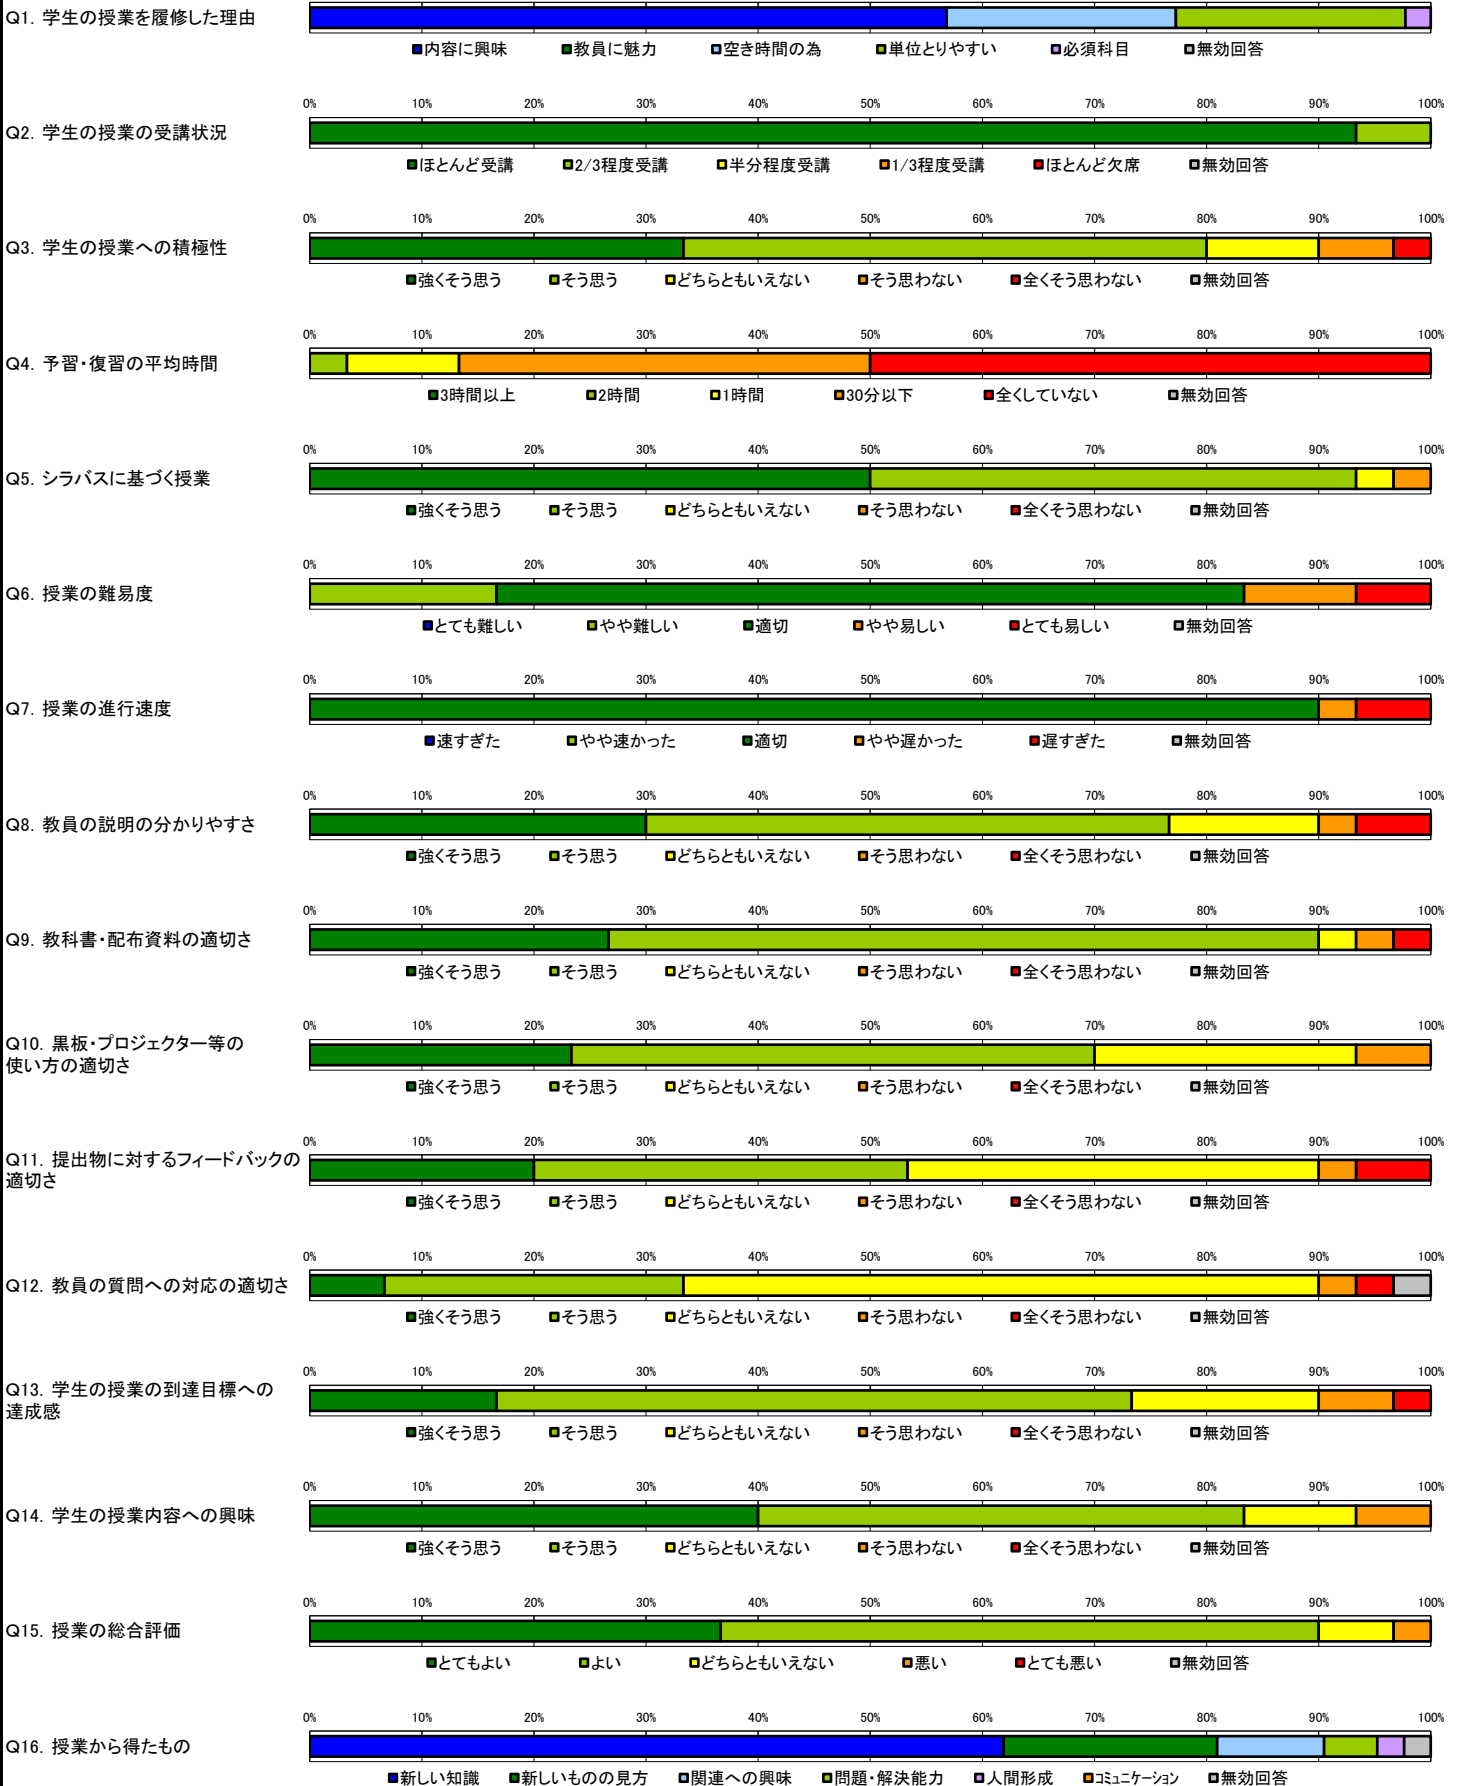 Q1. 学生の授業を履修した理由
内容に興味 教員に魅力 空き時間の為 単位とりやすい 必須科目 無効回答
0% 10% 20% 30% 40% 50% 60% 70% 80% 90% 100%
Q2. 学生の授業の受講状況
ほとんど受講 2/3程度受講 半分程度受講 1/3程度受講 ほとんど欠席 無効回答
0% 10% 20% 30% 40% 50% 60% 70% 80% 90% 100%
Q3. 学生の授業への積極性
強くそう思う そう思う どちらともいえない そう思わない 全くそう思わない 無効回答
0% 10% 20% 30% 40% 50% 60% 70% 80% 90% 100%
Q4. 予習・復習の平均時間
3時間以上 2時間 1時間 30分以下 全くしていない 無効回答
0% 10% 20% 30% 40% 50% 60% 70% 80% 90% 100%
Q5. シラバスに基づく授業
強くそう思う そう思う どちらともいえない そう思わない 全くそう思わない 無効回答
0% 10% 20% 30% 40% 50% 60% 70% 80% 90% 100%
Q6. 授業の難易度
とても難しい やや難しい 適切 やや易しい とても易しい 無効回答
0% 10% 20% 30% 40% 50% 60% 70% 80% 90% 100%
Q7. 授業の進行速度
速すぎた やや速かった 適切 やや遅かった 遅すぎた 無効回答
0% 10% 20% 30% 40% 50% 60% 70% 80% 90% 100%
Q8. 教員の説明の分かりやすさ
強くそう思う そう思う どちらともいえない そう思わない 全くそう思わない 無効回答
0% 10% 20% 30% 40% 50% 60% 70% 80% 90% 100%
Q9. 教科書・配布資料の適切さ
強くそう思う そう思う どちらともいえない そう思わない 全くそう思わない 無効回答
0% 10% 20% 30% 40% 50% 60% 70% 80% 90% 100%
Q10. 黒板・プロジェクター等の
使い方の適切さ
強くそう思う そう思う どちらともいえない そう思わない 全くそう思わない 無効回答
0% 10% 20% 30% 40% 50% 60% 70% 80% 90% 100%
Q11. 提出物に対するフィードバックの
適切さ
強くそう思う そう思う どちらともいえない そう思わない 全くそう思わない 無効回答
0% 10% 20% 30% 40% 50% 60% 70% 80% 90% 100%
Q12. 教員の質問への対応の適切さ
強くそう思う そう思う どちらともいえない そう思わない 全くそう思わない 無効回答
0% 10% 20% 30% 40% 50% 60% 70% 80% 90% 100%
Q13. 学生の授業の到達目標への
達成感
強くそう思う そう思う どちらともいえない そう思わない 全くそう思わない 無効回答
0% 10% 20% 30% 40% 50% 60% 70% 80% 90% 100%
Q14. 学生の授業内容への興味
強くそう思う そう思う どちらともいえない そう思わない 全くそう思わない 無効回答
0% 10% 20% 30% 40% 50% 60% 70% 80% 90% 100%
Q15. 授業の総合評価
とてもよい よい どちらともいえない 悪い とても悪い 無効回答
0% 10% 20% 30% 40% 50% 60% 70% 80% 90% 100%
Q16. 授業から得たもの
新しい知識 新しいものの見方 関連への興味 問題・解決能力 人間形成 ｺﾐｭﾆｹｰｼｮﾝ 無効回答